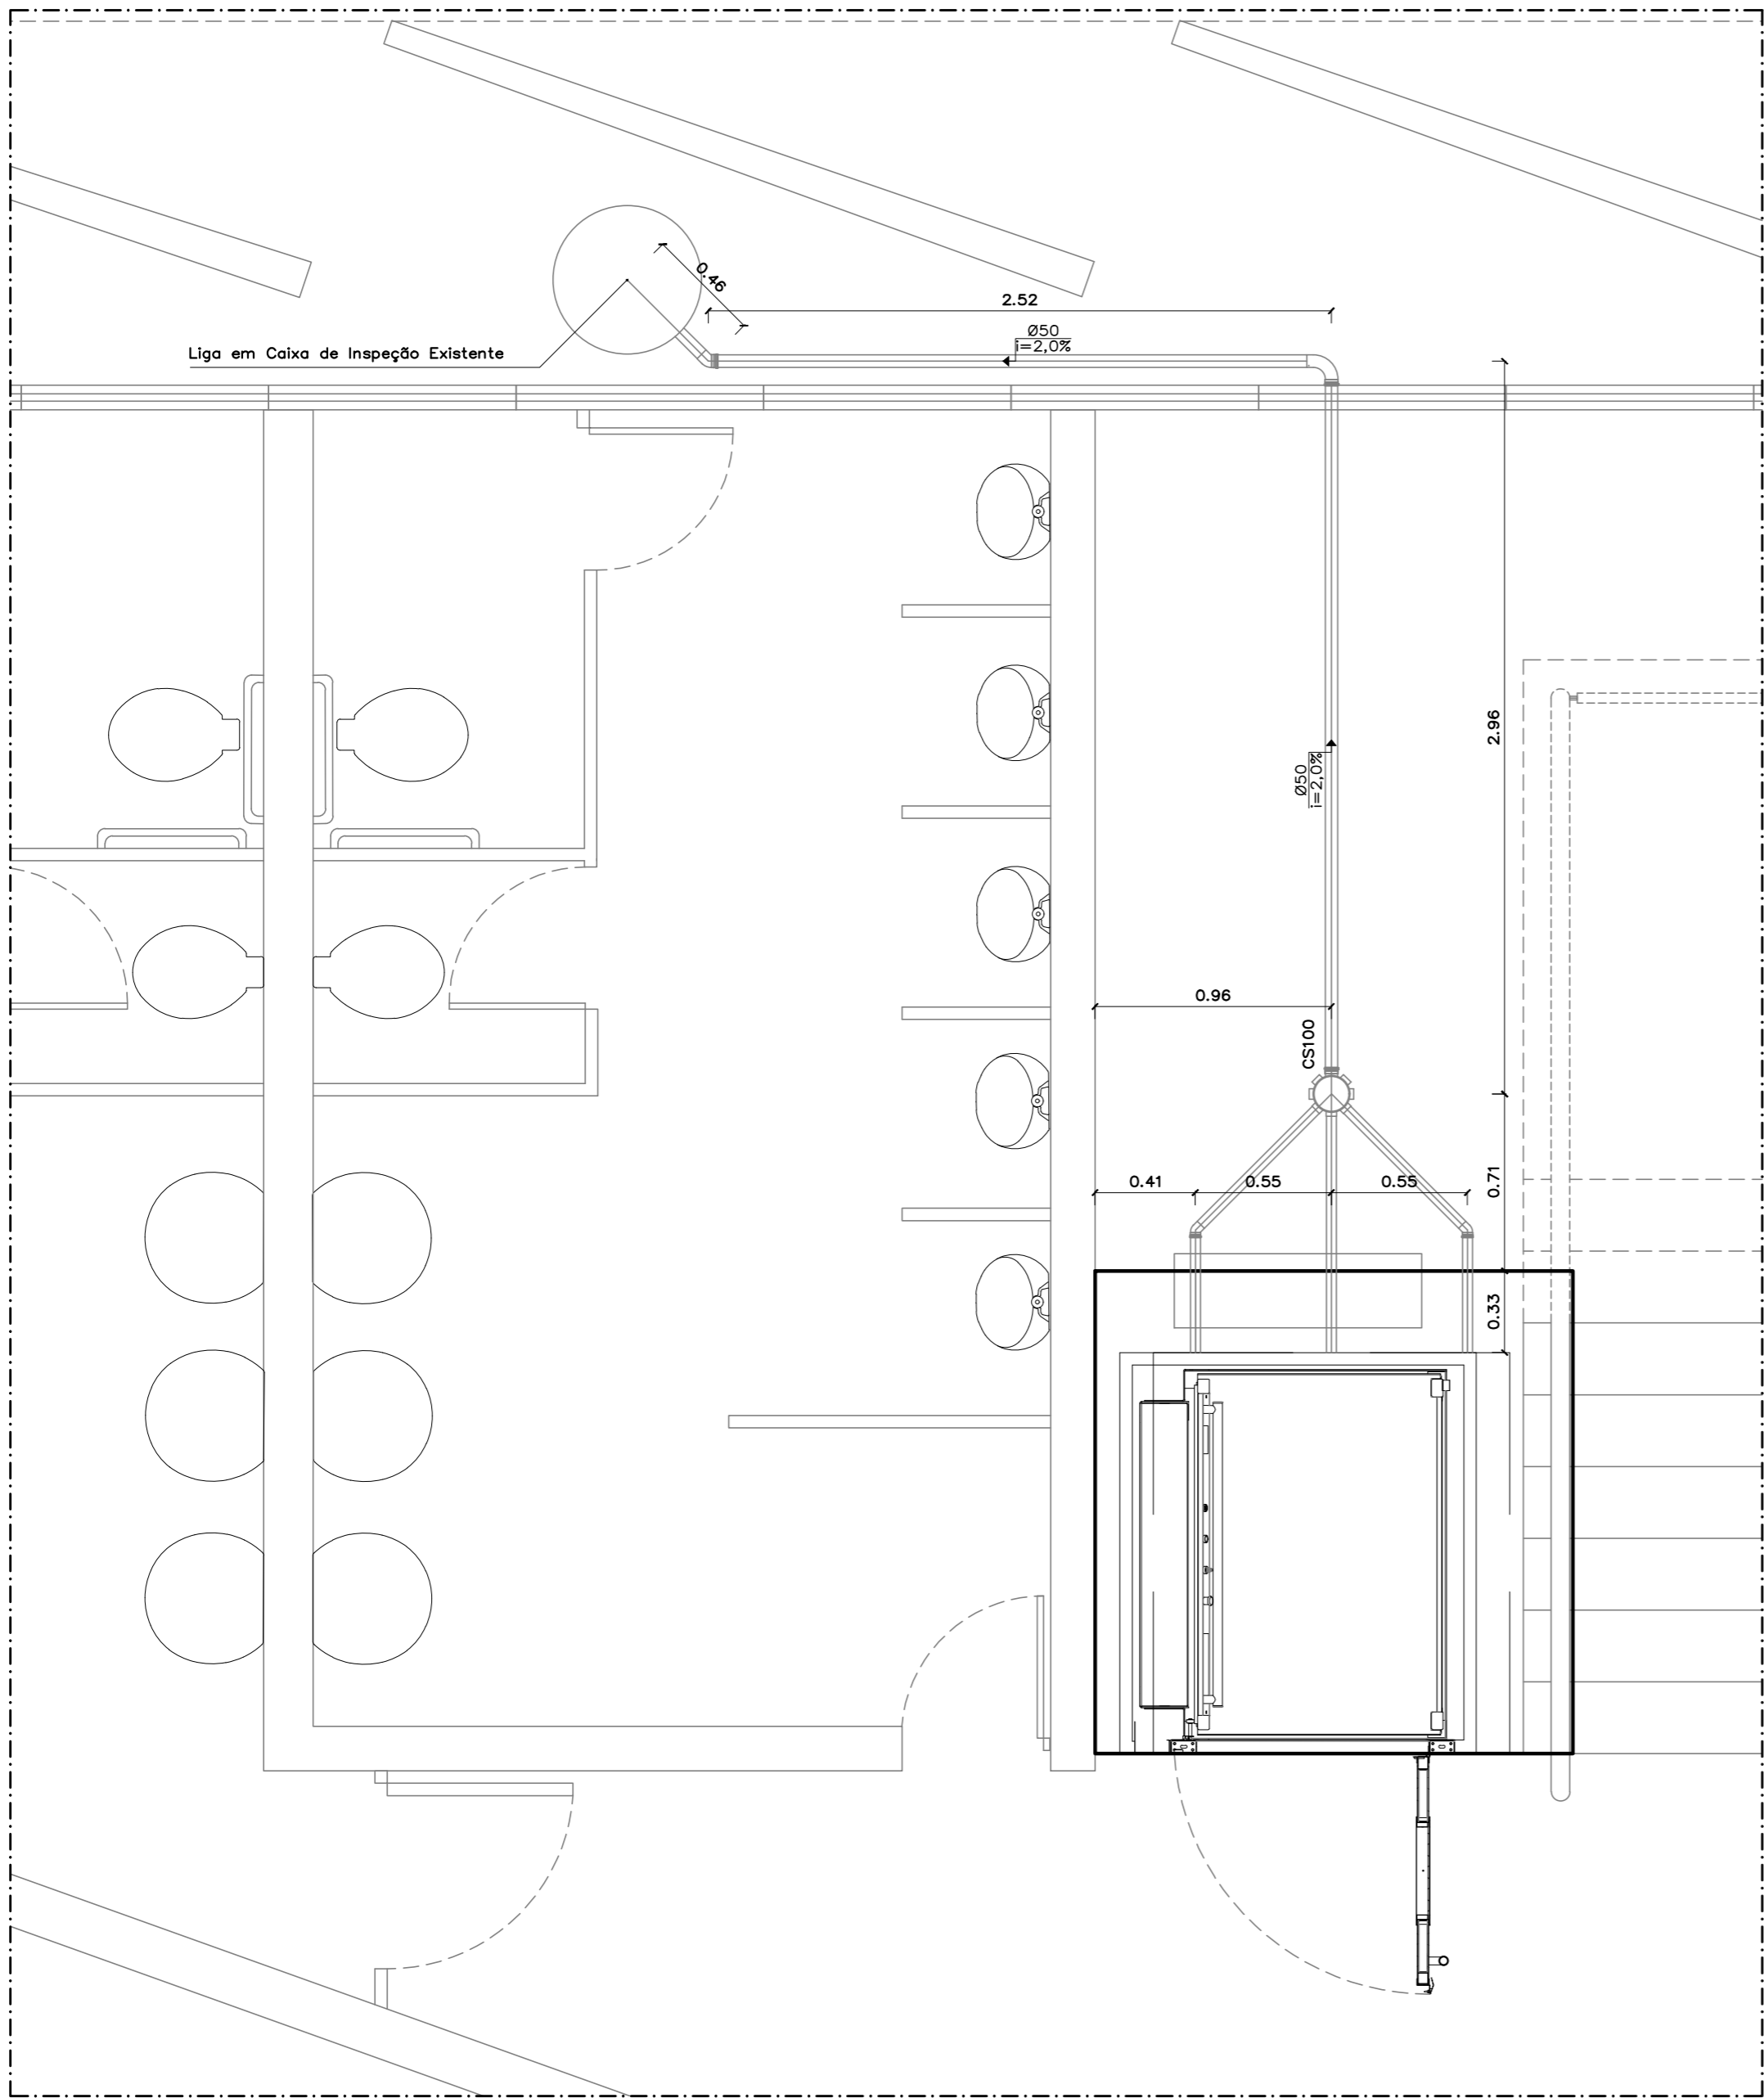 0.46
2.52
Ø50
i=2,0%
Liga em Caixa de Inspeção Existente
2.96
Ø50
i=2,0%
0.96
CS100
0.71
0.41
0.55
0.55
0.33